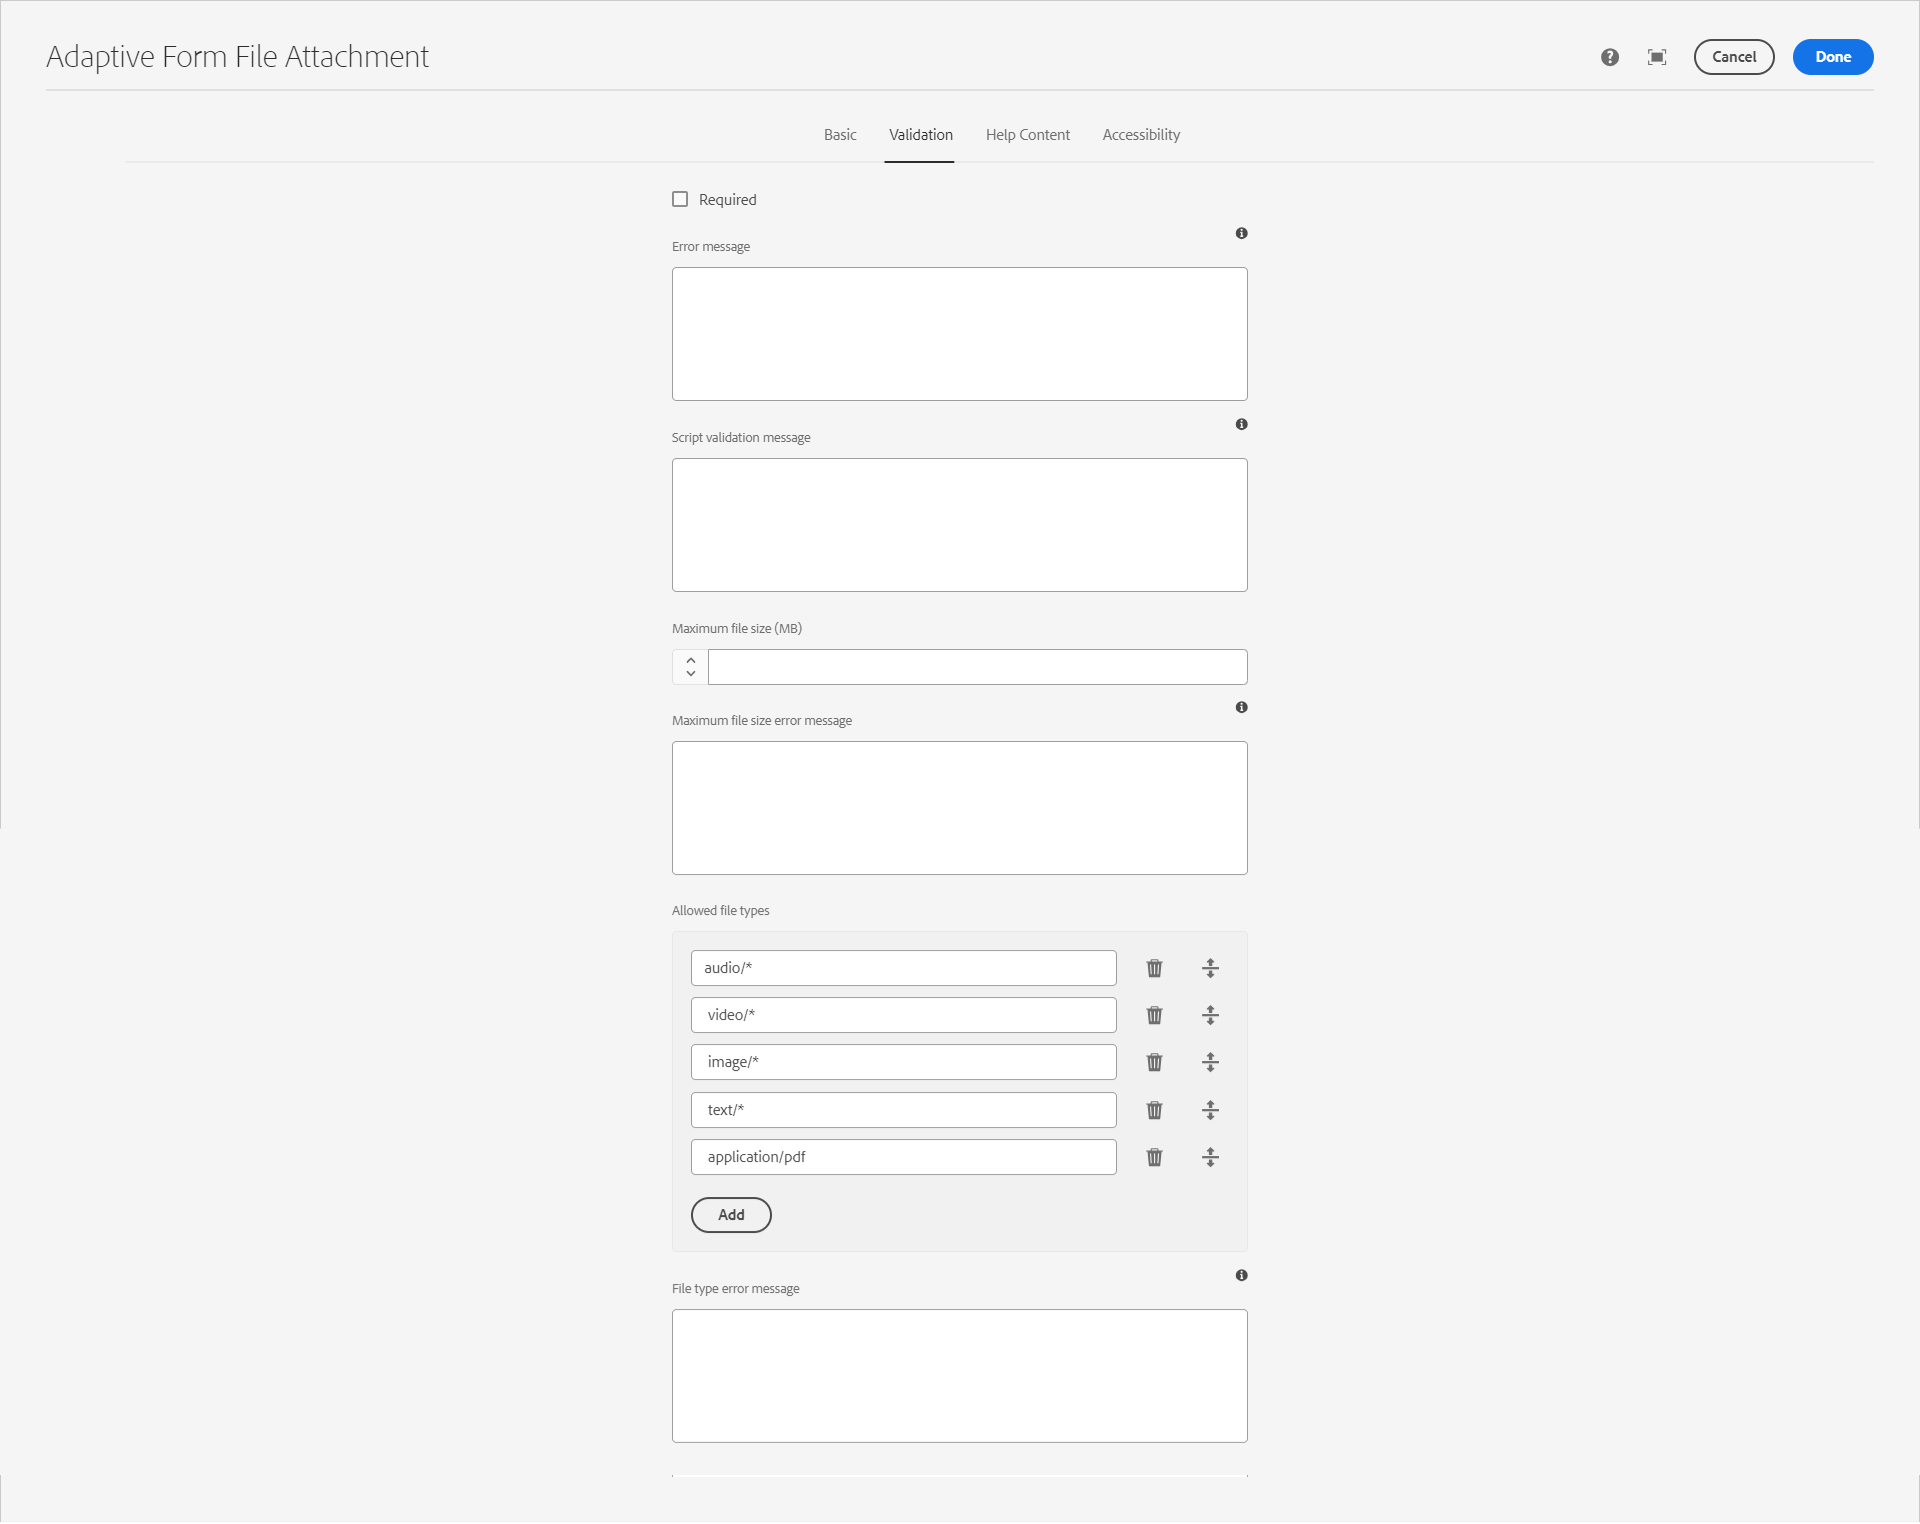 Adaptive Form File Attachment
Cancel
Done
Basic
Validation
Help Content
Accessibility
Required
Error message
Script validation message
Maximum file size (MB)
Maximum file size error message
Allowed file types
audio/*
video/*
image/*
text/*
application/pdf
Add
File type error message